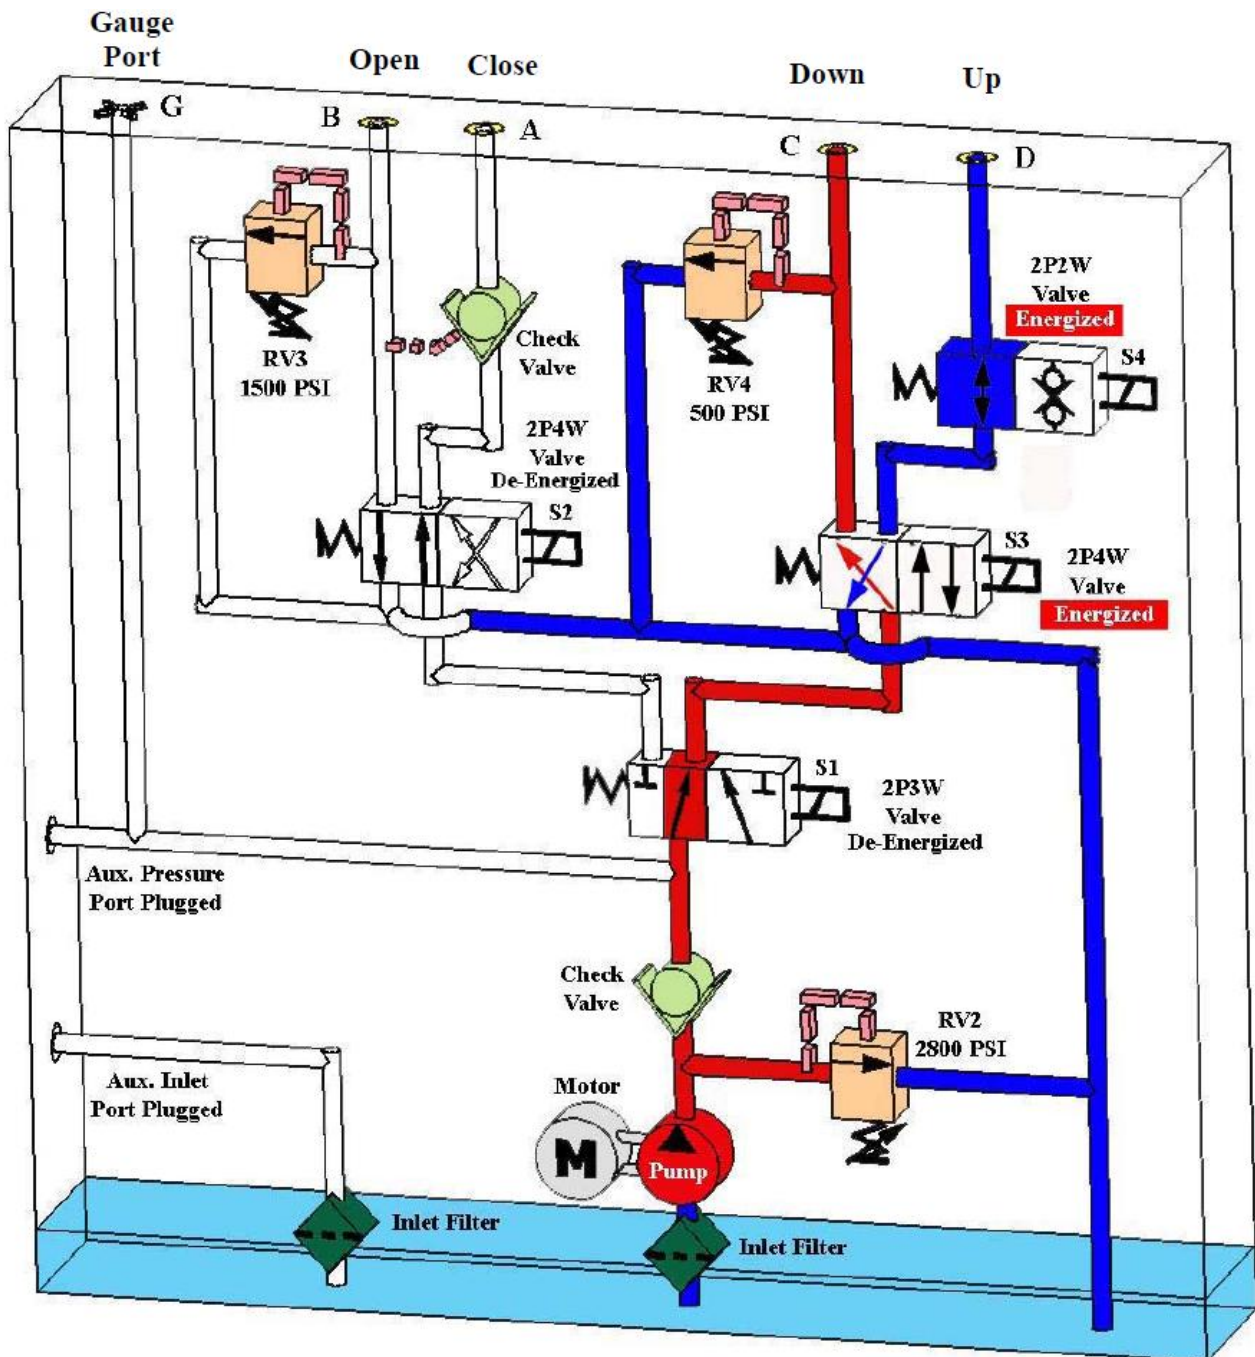 Gauge
Port
Open
Close
Down
Up
G
B
A
C
D
RV3
1500 PSI
Check
Valve
RV4
500 PSI
2P2W
Valve
Energized
S4
2P4W
Valve
De-Energized
S2
S3
2P4W
Valve
Energized
S1
2P3W
Valve
De-Energized
Aux. Pressure
Port Plugged
Check
Valve
RV2
2800 PSI
Aux. Inlet
Port Plugged
Motor
M
Pump
Inlet Filter
Inlet Filter